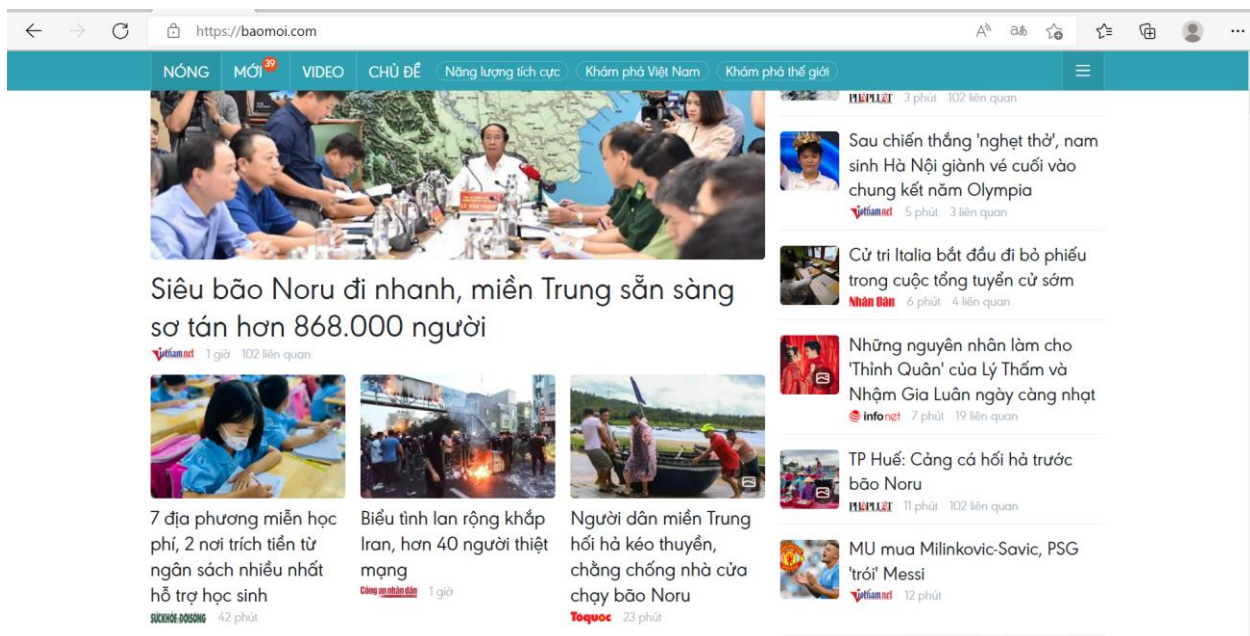 https://baomoi.com
NÓNG MỚI 39 VIDEO CHỦ ĐỀ Năng lượng tích cực Khám phá Việt Nam Khám phá thế giới
Siêu bão Noru đi nhanh, miền Trung sẵn sàng
sơ tán hơn 868.000 người
vietnamnet 1 giờ 102 liên quan
7 địa phương miễn học
phí, 2 nơi trích tiền từ
ngân sách nhiều nhất
hỗ trợ học sinh
SỨCKHỎE-ĐỜISỐNG 42 phút
Biểu tình lan rộng khắp
Iran, hơn 40 người thiệt
mạng
Công an nhân dân 1 giờ
Người dân miền Trung
hối hả kéo thuyền,
chằng chống nhà cửa
chạy bão Noru
Toquoc 23 phút
PHÁPLUẬT 3 phút 102 liên quan
Sau chiến thắng 'nghẹt thở', nam
sinh Hà Nội giành vé cuối vào
chung kết năm Olympia
vietnamnet 5 phút 3 liên quan
Cử tri Italia bắt đầu đi bỏ phiếu
trong cuộc tổng tuyển cử sớm
Nhân Dân 6 phút 4 liên quan
Những nguyên nhân làm cho
'Thỉnh Quân' của Lý Thấm và
Nhậm Gia Luân ngày càng nhạt
infonet 7 phút 19 liên quan
TP Huế: Cảng cá hối hả trước
bão Noru
PHÁPLUẬT 11 phút 102 liên quan
MU mua Milinkovic-Savic, PSG
'trói' Messi
vietnamnet 12 phút